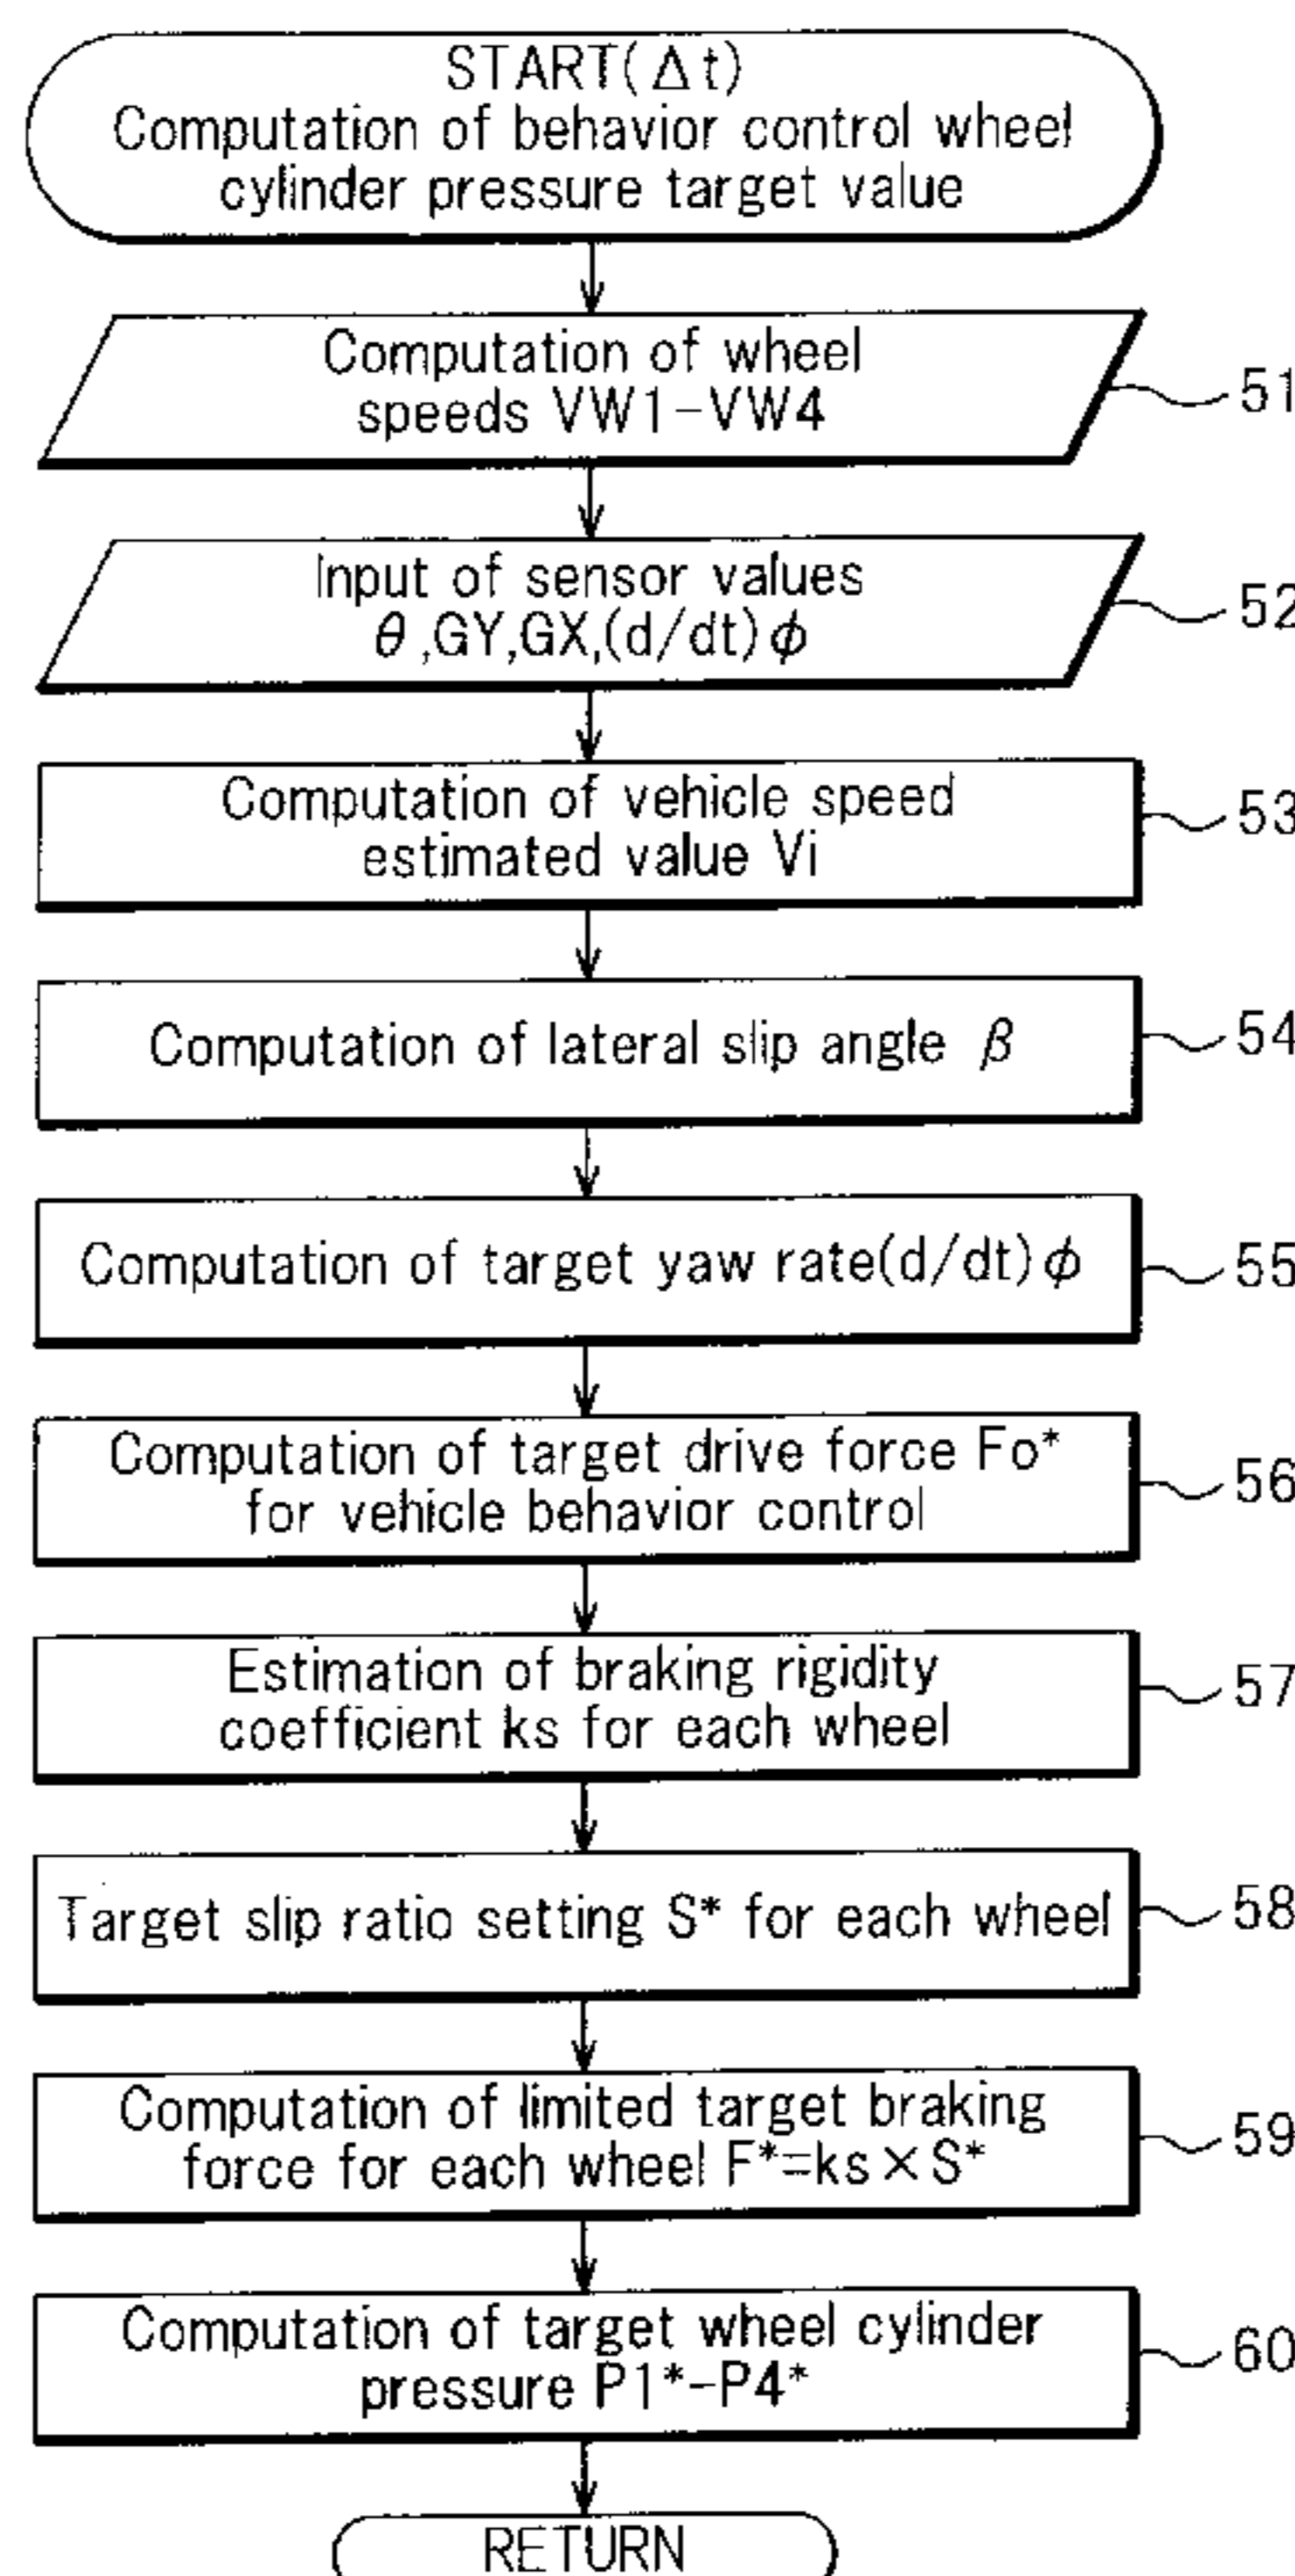 START(Δt)
Computation of behavior control wheel
cylinder pressure target value
Computation of wheel
speeds VW1-VW4
51
Input of sensor values
θ,GY,GX,(d/dt)ϕ
52
Computation of vehicle speed
estimated value Vi
53
Computation of lateral slip angle β
54
Computation of target yaw rate(d/dt)ϕ
55
Computation of target drive force Fo*
for vehicle behavior control
56
Estimation of braking rigidity
coefficient ks for each wheel
57
Target slip ratio setting S* for each wheel
58
Computation of limited target braking
force for each wheel F*=ks×S*
59
Computation of target wheel cylinder
pressure P1*-P4*
60
RETURN